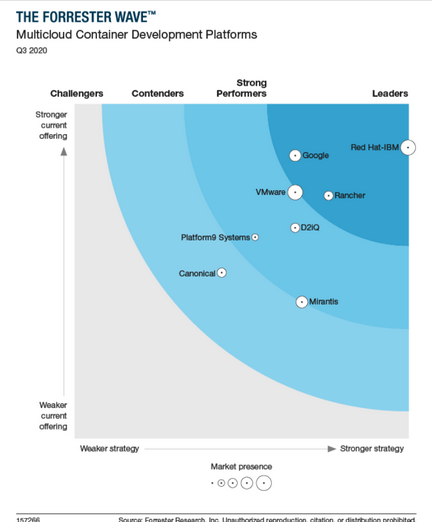 THE FORRESTER WAVE™
Multicloud Container Development Platforms
Q3 2020
Challengers Contenders Strong Performers Leaders
Stronger current offering
Red Hat-IBM
Google
VMware
Rancher
D2iQ
Platform9 Systems
Canonical
Mirantis
Weaker current offering
Weaker strategy Stronger strategy
Market presence
157266 Source: Forrester Research, Inc. Unauthorized reproduction, citation, or distribution prohibited.